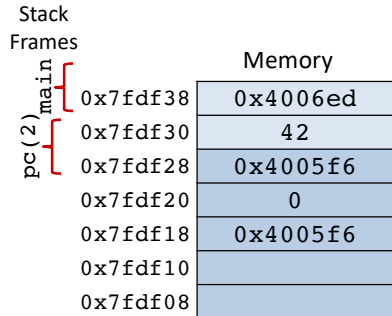 Stack
Frames
Memory
main
pc(2)
0x7fdf38 0x4006ed
0x7fdf30 42
0x7fdf28 0x4005f6
0x7fdf20 0
0x7fdf18 0x4005f6
0x7fdf10
0x7fdf08